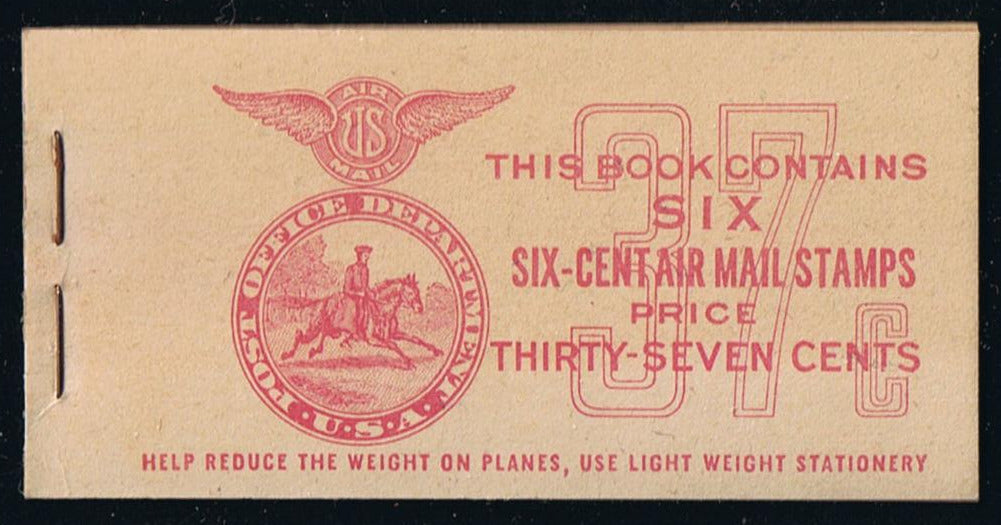 AIR
US
MAIL
POST OFFICE DEPARTMENT
U.S.A.
37c
THIS BOOK CONTAINS
SIX
SIX-CENT AIR MAIL STAMPS
PRICE
THIRTY-SEVEN CENTS
HELP REDUCE THE WEIGHT ON PLANES, USE LIGHT WEIGHT STATIONERY